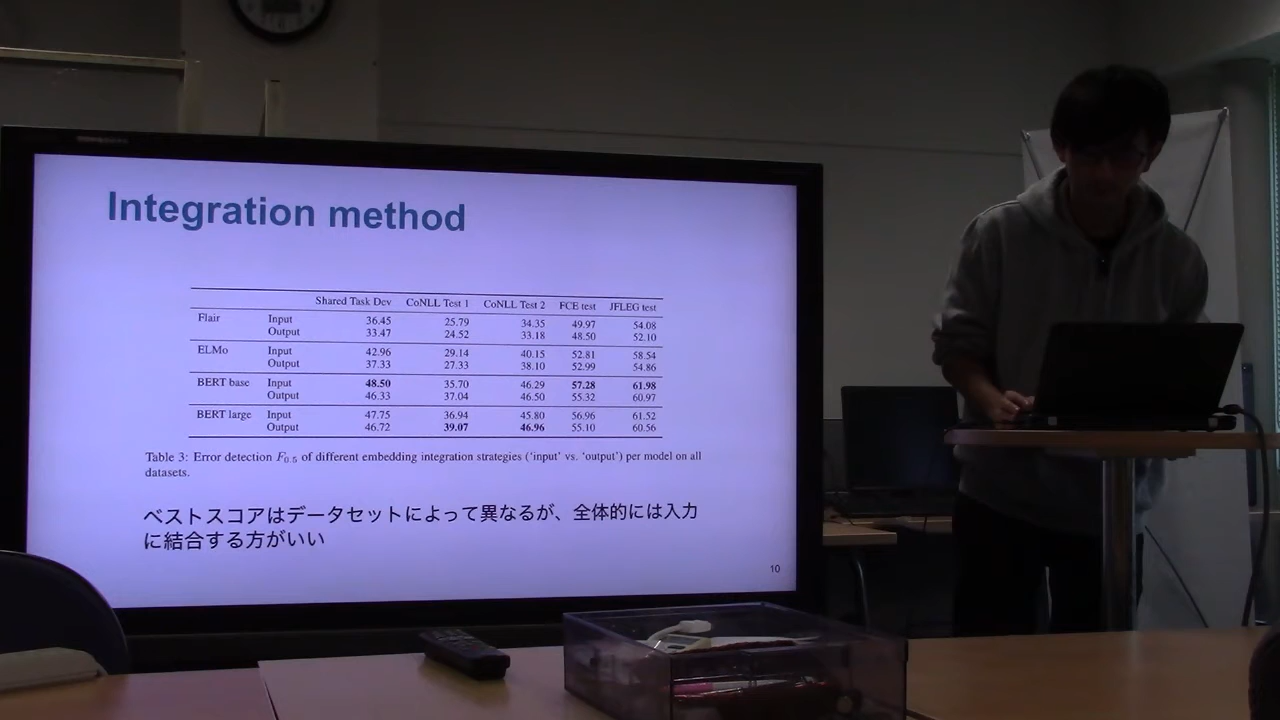 Integration method
Shared Task Dev CoNLL Test 1 CoNLL Test 2 FCE test JFLEG test
Flair Input 36.45 25.79 34.35 49.97 54.08
Output 33.47 24.52 33.18 48.50 52.10
ELMo Input 42.96 29.14 40.15 52.81 58.54
Output 37.33 27.33 38.10 52.99 54.86
BERT base Input 48.50 35.70 46.29 57.28 61.98
Output 46.33 37.04 46.50 55.32 60.97
BERT large Input 47.75 36.94 45.80 56.96 61.52
Output 46.72 39.07 46.96 55.10 60.56
Table 3: Error detection F0.5 of different embedding integration strategies (‘input’ vs. ‘output’) per model on all
datasets.
ベストスコアはデータセットによって異なるが、全体的には入力
に結合する方がいい
10